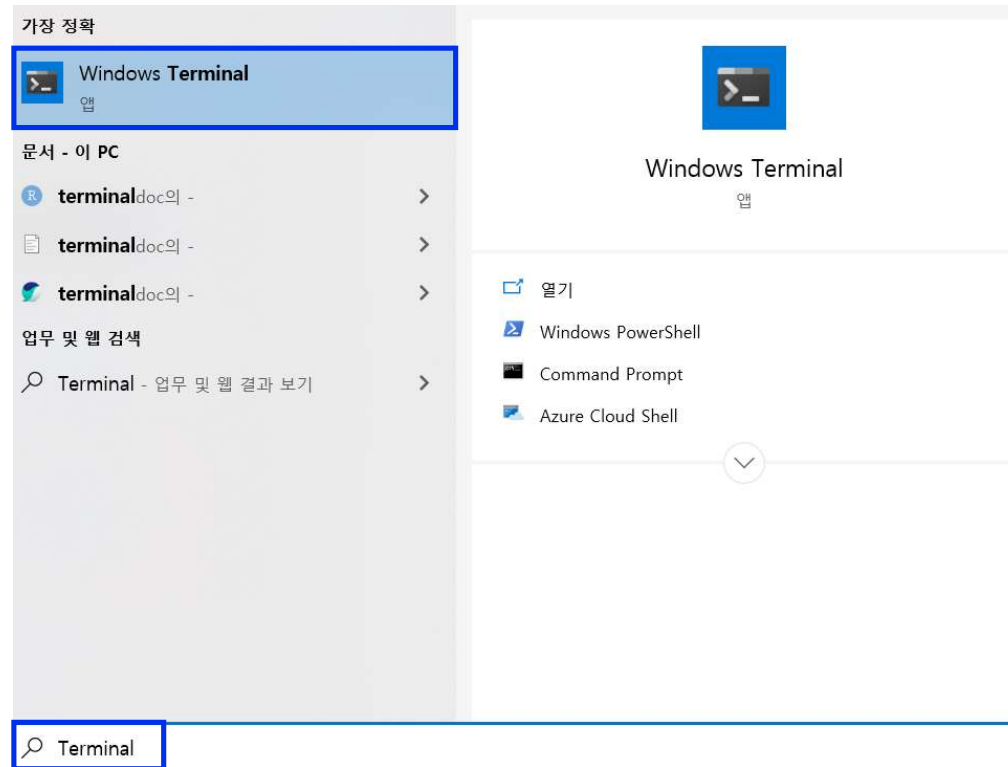 가장 정확
Windows Terminal
앱
문서 - 이 PC
terminaldoc의 -
terminaldoc의 -
terminaldoc의 -
업무 및 웹 검색
Terminal - 업무 및 웹 결과 보기
Windows Terminal
앱
열기
Windows PowerShell
Command Prompt
Azure Cloud Shell
Terminal